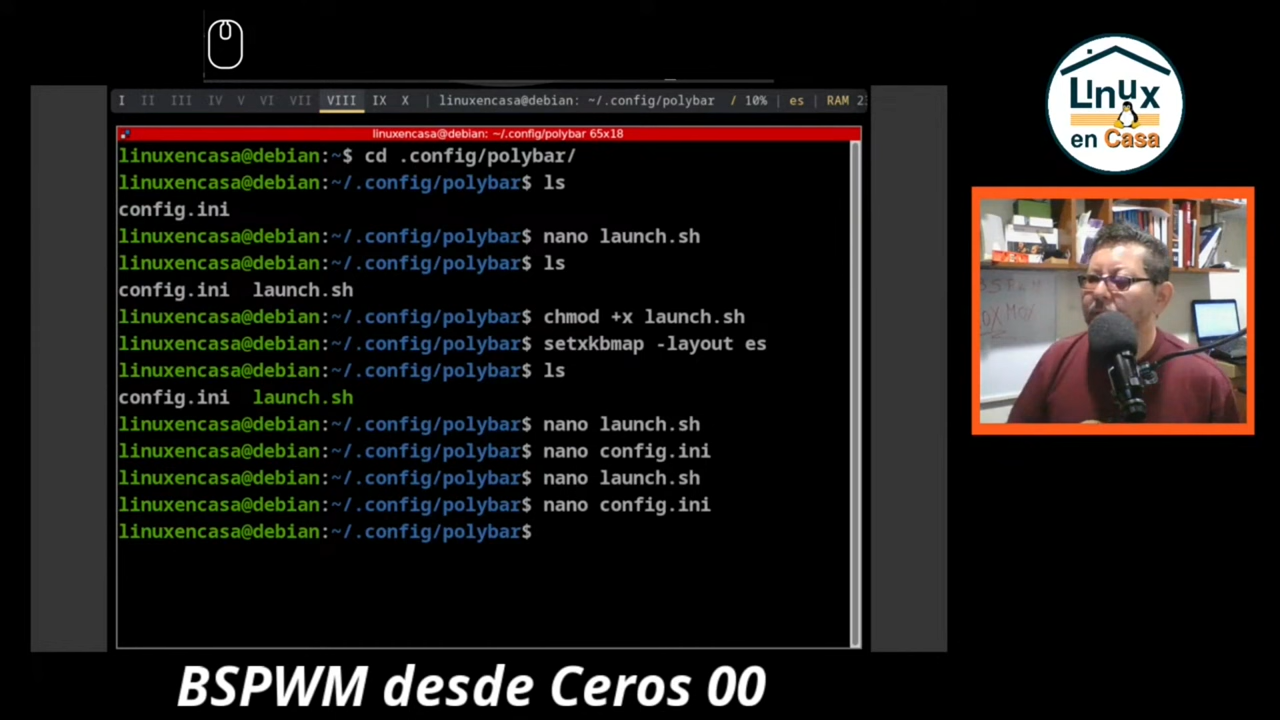 I II III IV V VI VII VIII IX X | linuxencasa@debian: ~/.config/polybar / 10% | es | RAM 2
linuxencasa@debian: ~/.config/polybar 65x18
linuxencasa@debian:~$ cd .config/polybar/
linuxencasa@debian:~/.config/polybar$ ls
config.ini
linuxencasa@debian:~/.config/polybar$ nano launch.sh
linuxencasa@debian:~/.config/polybar$ ls
config.ini launch.sh
linuxencasa@debian:~/.config/polybar$ chmod +x launch.sh
linuxencasa@debian:~/.config/polybar$ setxkbmap -layout es
linuxencasa@debian:~/.config/polybar$ ls
config.ini launch.sh
linuxencasa@debian:~/.config/polybar$ nano launch.sh
linuxencasa@debian:~/.config/polybar$ nano config.ini
linuxencasa@debian:~/.config/polybar$ nano launch.sh
linuxencasa@debian:~/.config/polybar$ nano config.ini
linuxencasa@debian:~/.config/polybar$
Linux
en Casa
BSPWM desde Ceros 00